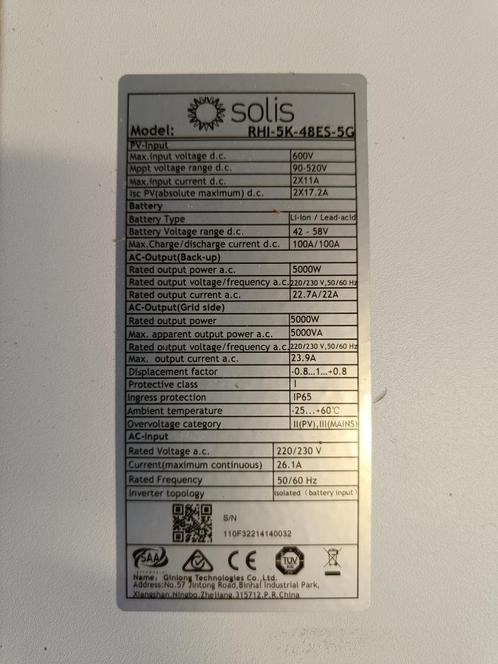 solis
Model: RHI-5K-48ES-5G
PV-Input
Max.input voltage d.c. 600V
Mppt voltage range d.c. 90-520V
Max.input current d.c. 2X11A
Isc PV(absolute maximum) d.c. 2X17.2A
Battery
Battery Type Li-Ion / Lead-acid
Battery Voltage range d.c. 42 - 58V
Max.Charge/discharge current d.c. 100A/100A
AC-Output(Back-up)
Rated output power a.c. 5000W
Rated output voltage/frequency a.c. 220/230 V,50/60 Hz
Rated output current a.c. 22.7A/22A
AC-Output(Grid side)
Rated output power 5000W
Max. apparent output power a.c. 5000VA
Rated output voltage/frequency a.c. 220/230 V,50/60 Hz
Max. output current a.c. 23.9A
Displacement factor -0.8...1...+0.8
Protective class I
Ingress protection IP65
Ambient temperature -25...+60℃
Overvoltage category II(PV),III(MAINS)
AC-Input
Rated Voltage a.c. 220/230 V
Current(maximum continuous) 26.1A
Rated Frequency 50/60 Hz
inverter topology Isolated (battery input)
S/N
110F32214140032
SAA CE TÜV
Name: Ginlong Technologies Co.,Ltd.
Address:No.57 Jintong Road,Binhai Industrial Park,
Xiangshan,Ningbo,Zhejiang,315712,P.R.China